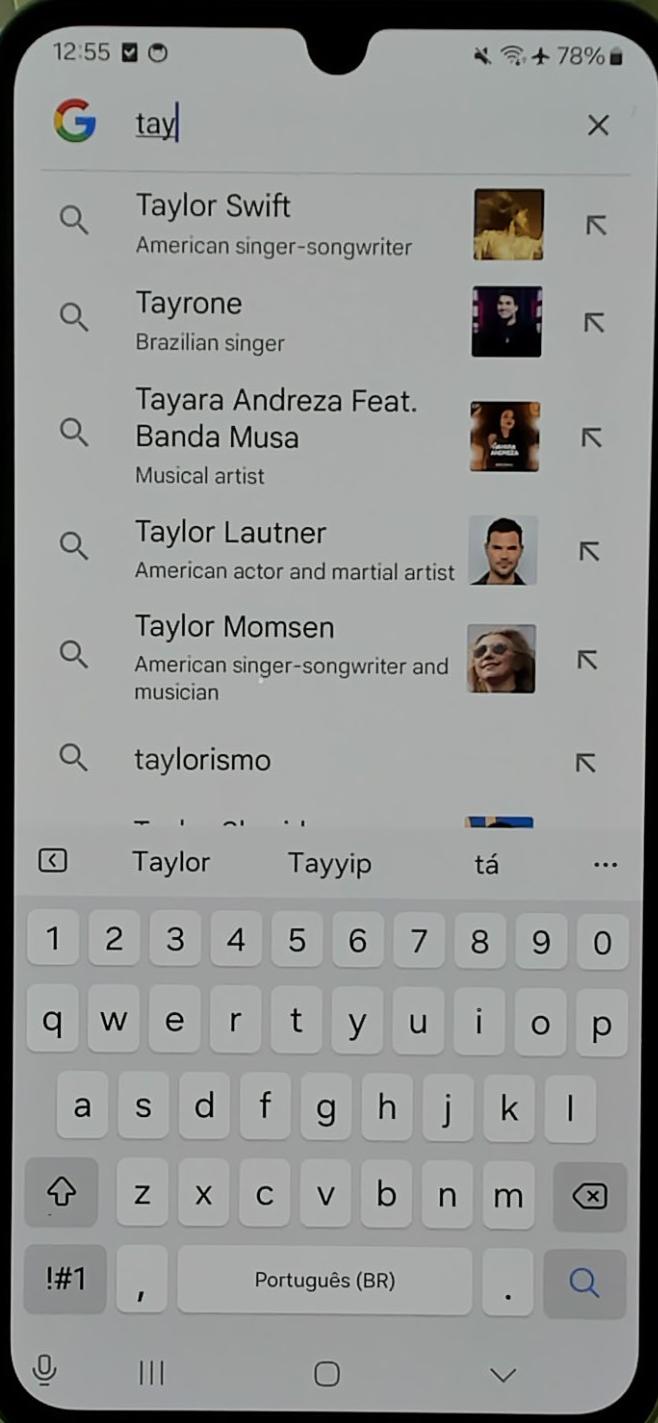 12:55 78%
tay
Taylor Swift
American singer-songwriter
Tayrone
Brazilian singer
Tayara Andreza Feat.
Banda Musa
Musical artist
Taylor Lautner
American actor and martial artist
Taylor Momsen
American singer-songwriter and
musician
taylorismo
Taylor Tayyip tá ...
1 2 3 4 5 6 7 8 9 0
q w e r t y u i o p
a s d f g h j k l
z x c v b n m
!#1 , Português (BR) .